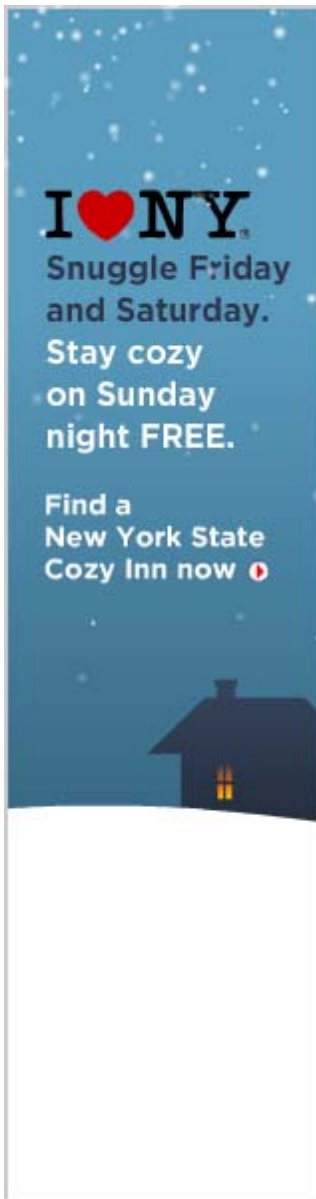 I ❤ NY
Snuggle Friday
and Saturday.
Stay cozy
on Sunday
night FREE.
Find a
New York State
Cozy Inn now